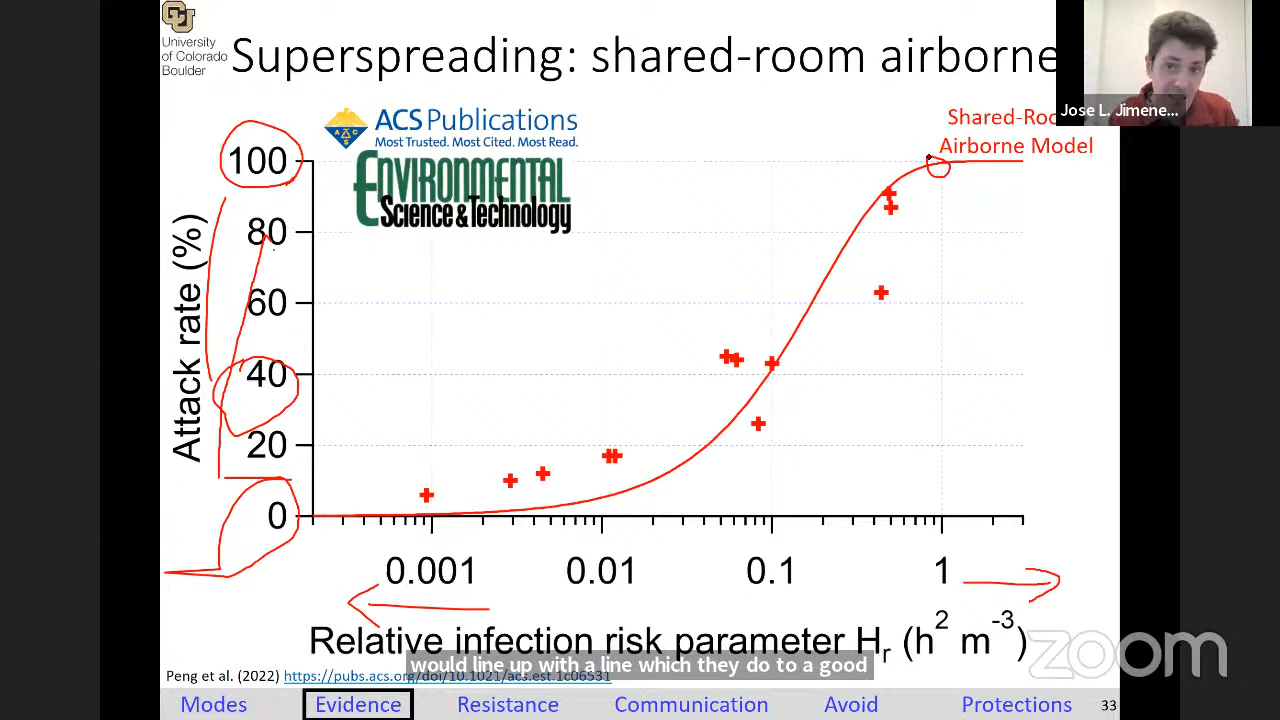 University
of Colorado
Boulder
Superspreading: shared-room airborne
Jose L. Jimene...
ACS Publications
Most Trusted. Most Cited. Most Read.
ACS
ENVIRONMENTAL
Science & Technology
Shared-Roo
Airborne Model
Attack rate (%)
100
80
60
40
20
0
0.001 0.01 0.1 1
Relative infection risk parameter Hr (h2 m-3)
would line up with a line which they do to a good
Peng et al. (2022) https://pubs.acs.org/doi/10.1021/acs.est.1c06531
zoom
Modes Evidence Resistance Communication Avoid Protections 33